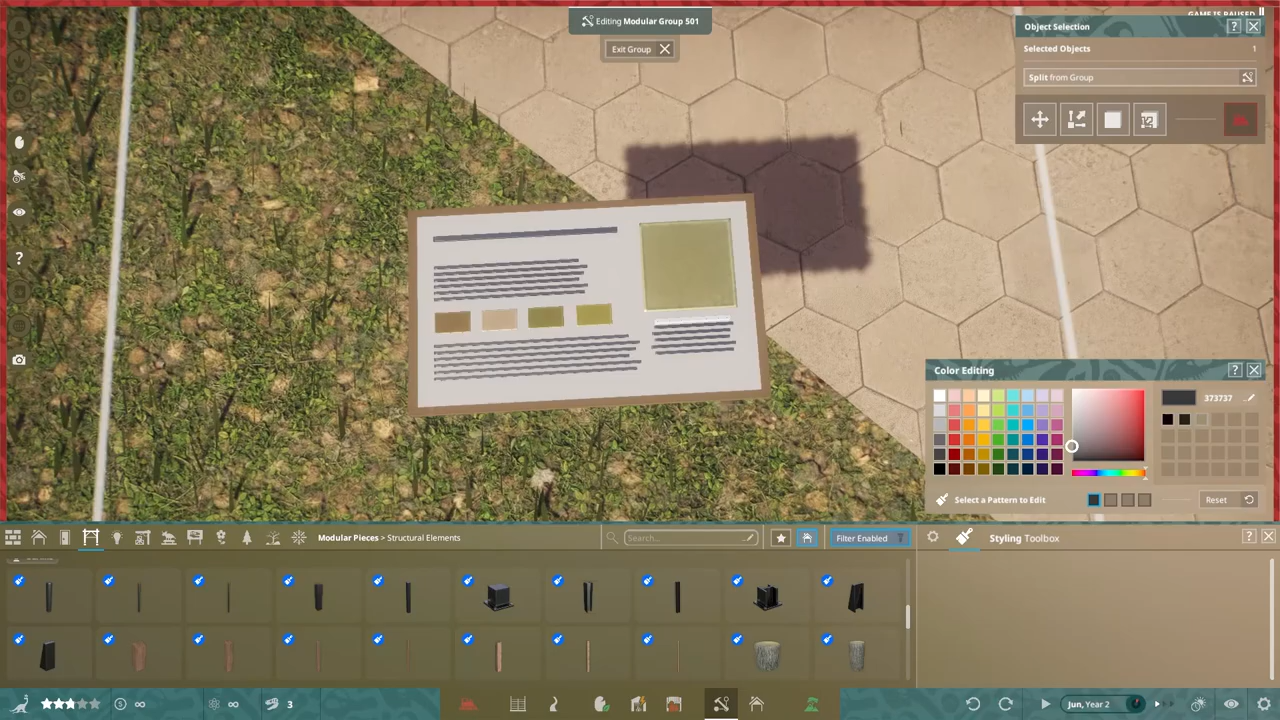 Editing Modular Group 501
GAME IS PAUSED
Exit Group
Object Selection
?
Selected Objects 1
Split from Group
12
?
Color Editing
?
373737
Select a Pattern to Edit
Reset
Modular Pieces > Structural Elements
Search...
Filter Enabled
Styling Toolbox
?
$ ∞
∞
3
Jun, Year 2